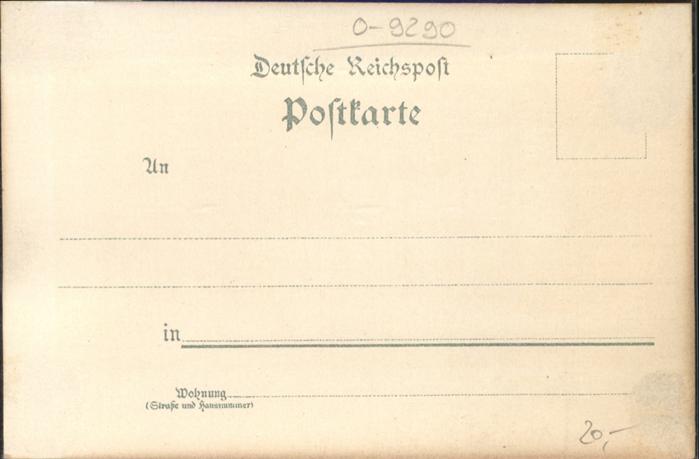 0-9290
Deutsche Reichspost
Postkarte
An
in
Wohnung
(Straße und Hausnummer)
20,-